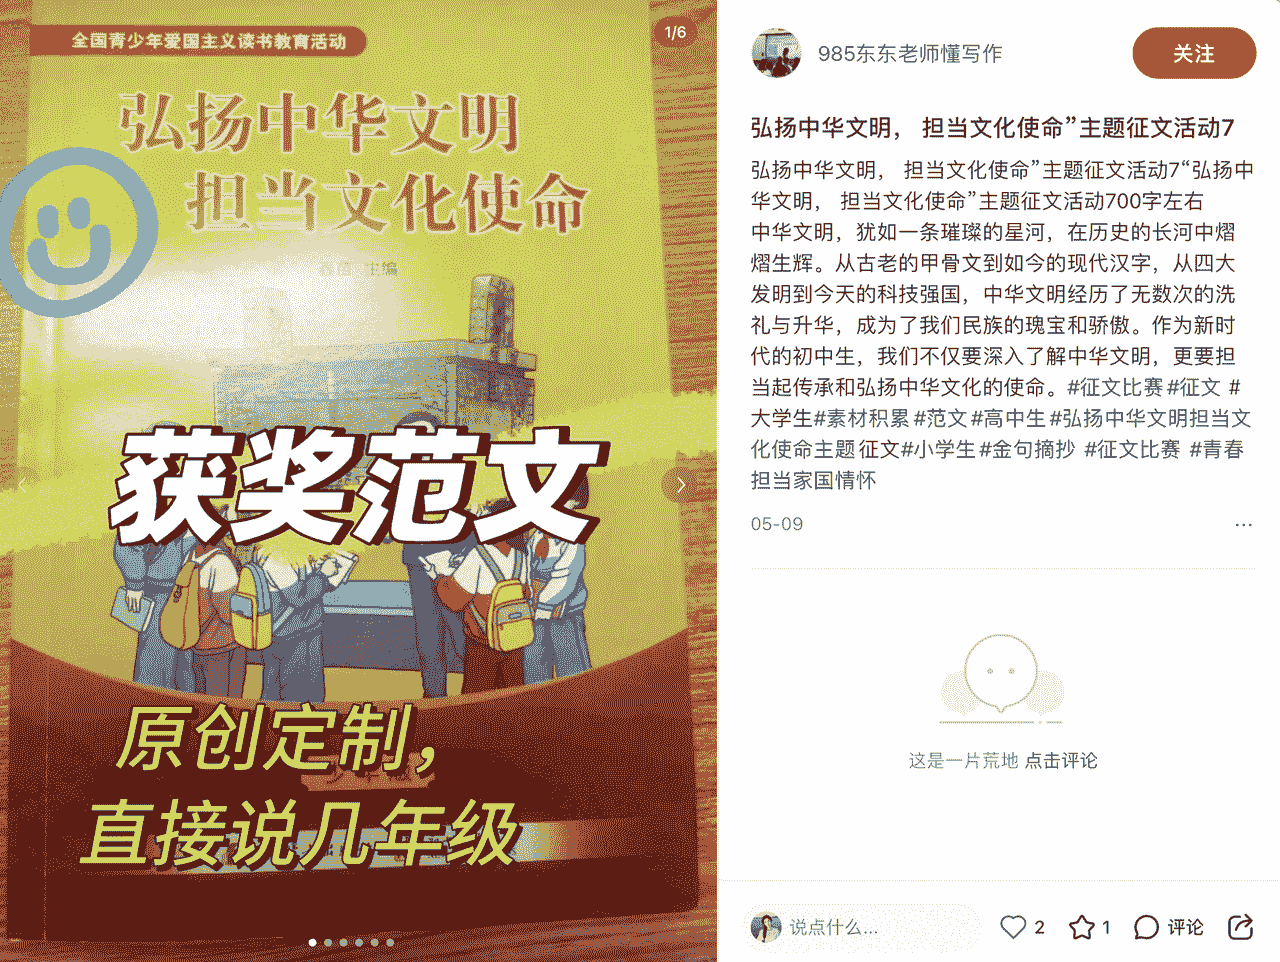 全国青少年爱国主义读书教育活动
1/6
弘扬中华文明
担当文化使命
主编
获奖范文
原创定制，
直接说几年级
985东东老师懂写作
关注
弘扬中华文明， 担当文化使命”主题征文活动7
弘扬中华文明， 担当文化使命”主题征文活动7“弘扬中
华文明， 担当文化使命”主题征文活动700字左右
中华文明，犹如一条璀璨的星河，在历史的长河中熠
熠生辉。从古老的甲骨文到如今的现代汉字，从四大
发明到今天的科技强国，中华文明经历了无数次的洗
礼与升华，成为了我们民族的瑰宝和骄傲。作为新时
代的初中生，我们不仅要深入了解中华文明，更要担
当起传承和弘扬中华文化的使命。#征文比赛#征文 #
大学生#素材积累#范文#高中生#弘扬中华文明担当文
化使命主题征文#小学生#金句摘抄 #征文比赛 #青春
担当家国情怀
05-09
这是一片荒地 点击评论
说点什么...
2
1
评论